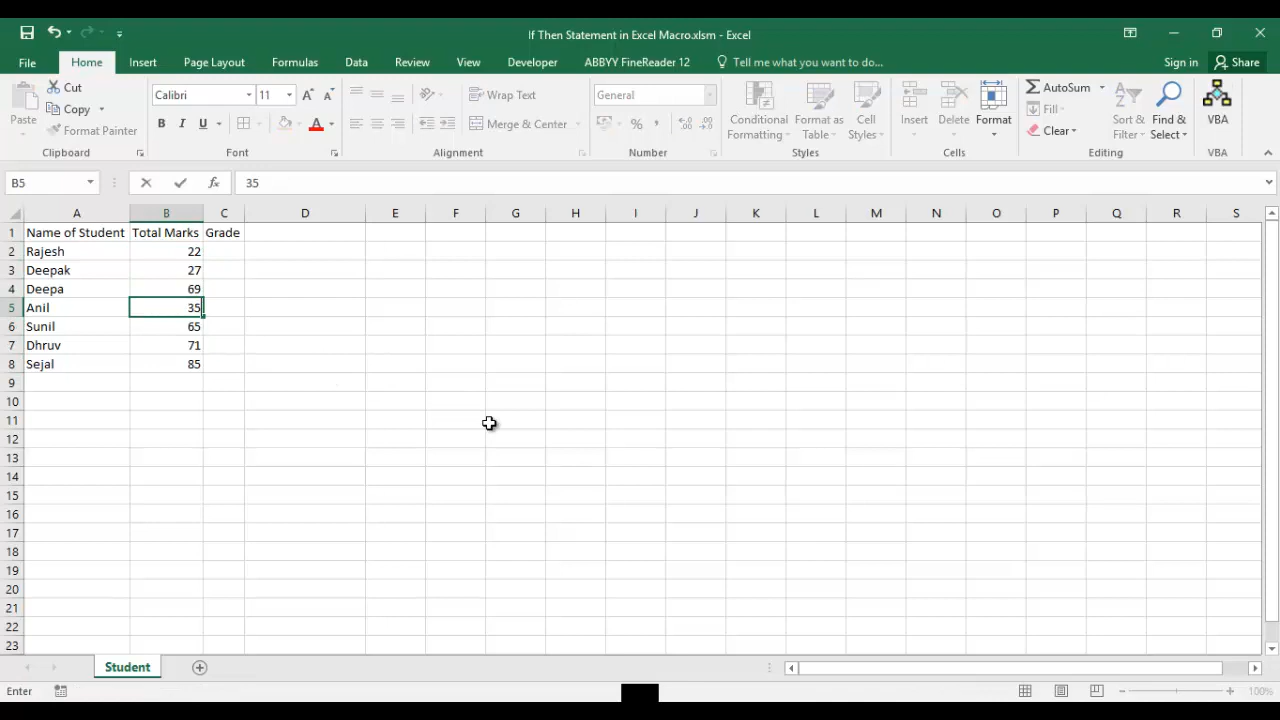 If Then Statement in Excel Macro.xlsm - Excel
File Home Insert Page Layout Formulas Data Review View Developer ABBYY FineReader 12 Tell me what you want to do... Sign in Share
Paste Cut Copy Format Painter Clipboard
Calibri 11 A A B I U A Font
Wrap Text Merge & Center Alignment
General % , Number
Conditional Formatting Format as Table Cell Styles Styles
Insert Delete Format Cells
AutoSum Fill Clear Sort & Filter Find & Select Editing
VBA VBA
B5 fx 35
A B C D E F G H I J K L M N O P Q R S
1 Name of Student Total Marks Grade
2 Rajesh 22
3 Deepak 27
4 Deepa 69
5 Anil 35
6 Sunil 65
7 Dhruv 71
8 Sejal 85
9
10
11
12
13
14
15
16
17
18
19
20
21
22
23
Student
Enter 100%